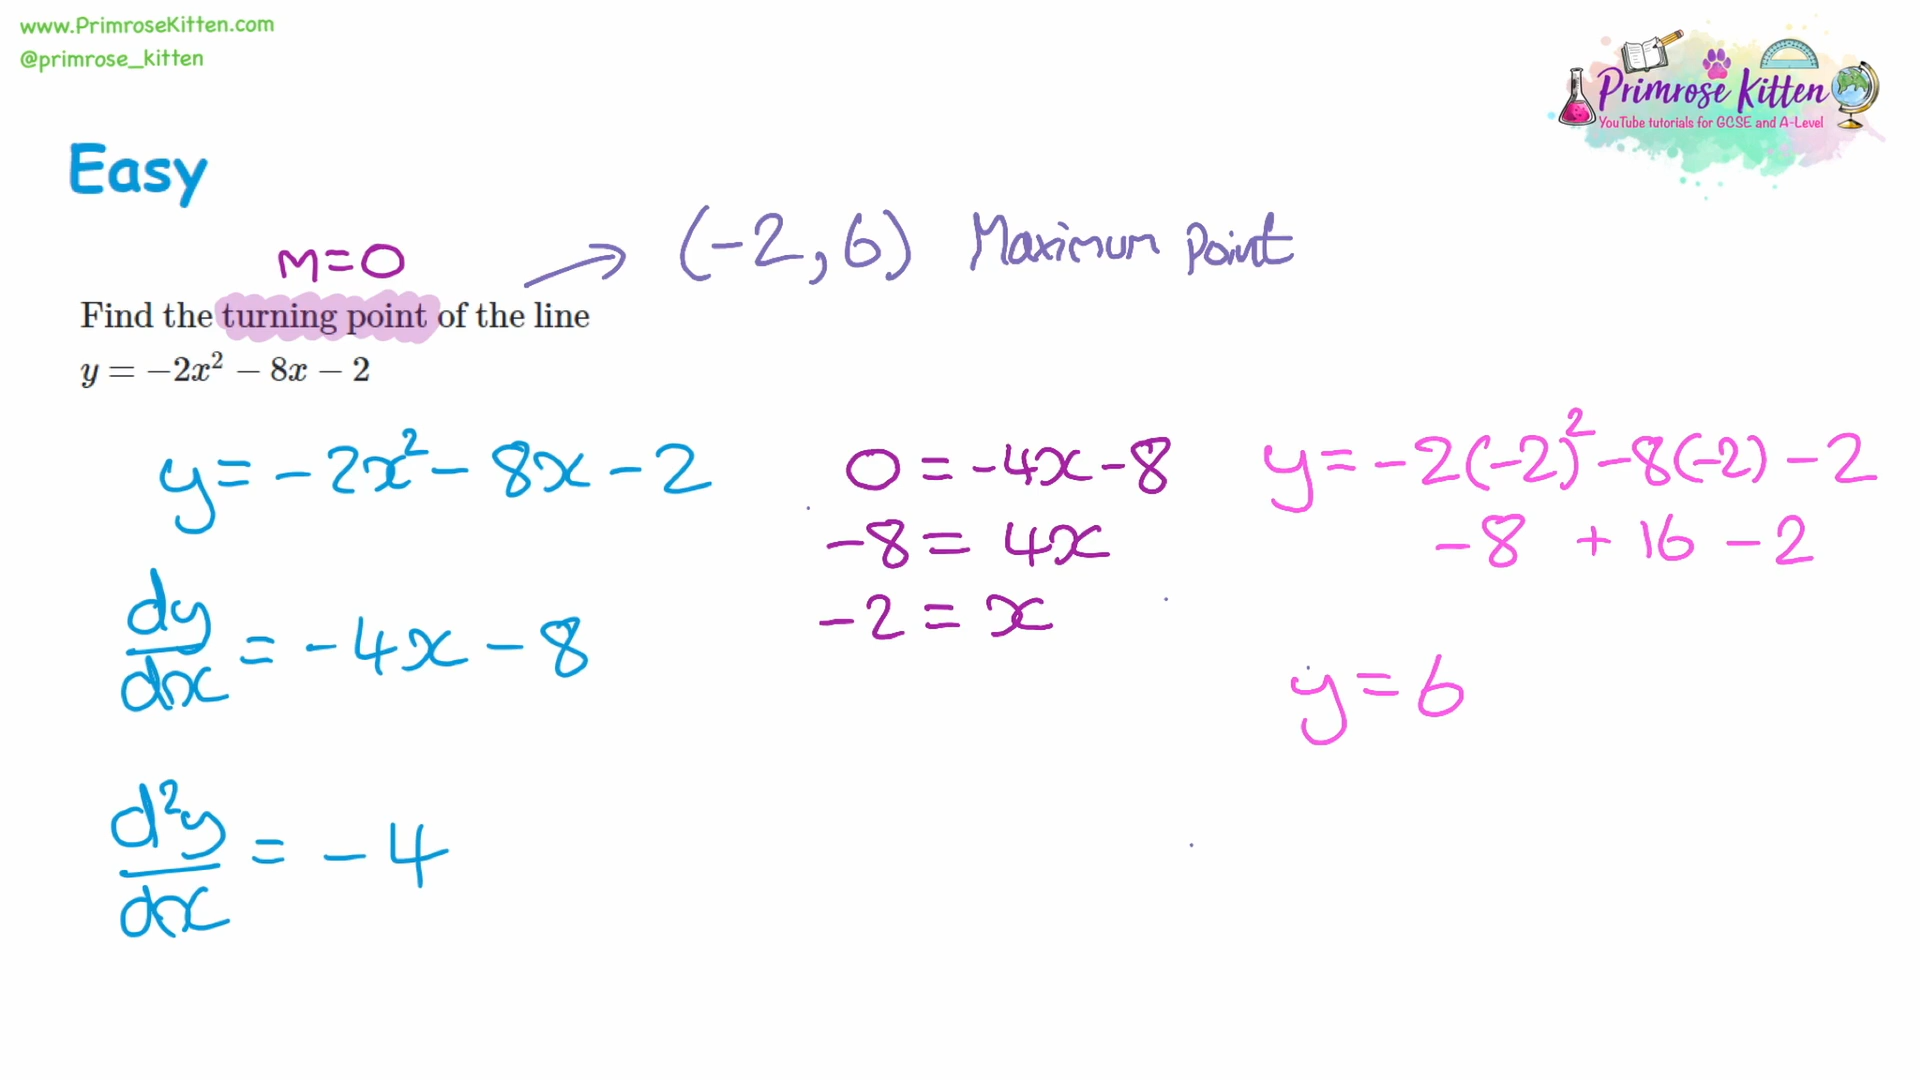 www.PrimroseKitten.com
@primrose_kitten
Primrose Kitten
YouTube tutorials for GCSE and A-Level
Easy
m=0
(-2,6) Maximum Point
Find the turning point of the line
y = −2x² − 8x − 2
y = -2x² - 8x - 2
dy/dx = -4x - 8
d²y/dx = -4
0 = -4x - 8
-8 = 4x
-2 = x
y = -2(-2)² - 8(-2) - 2
-8 + 16 - 2
y = 6